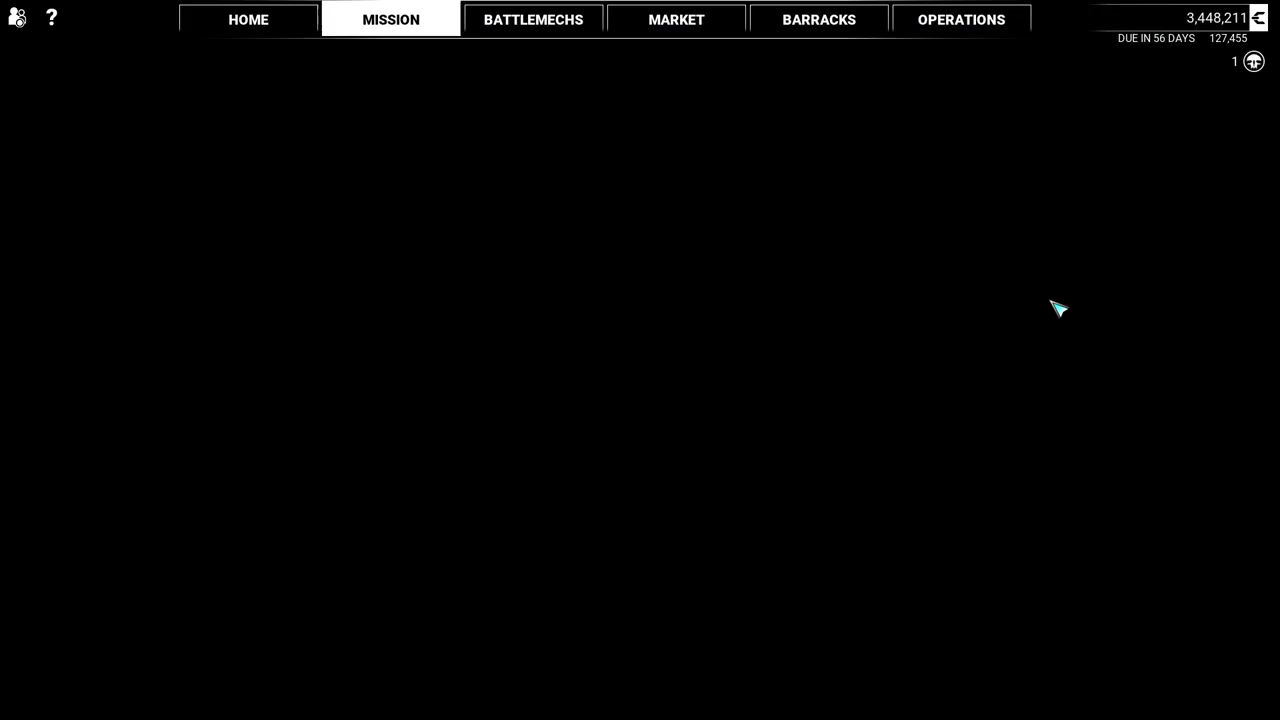 ?
HOME
MISSION
BATTLEMECHS
MARKET
BARRACKS
OPERATIONS
3,448,211
DUE IN 56 DAYS 127,455
1